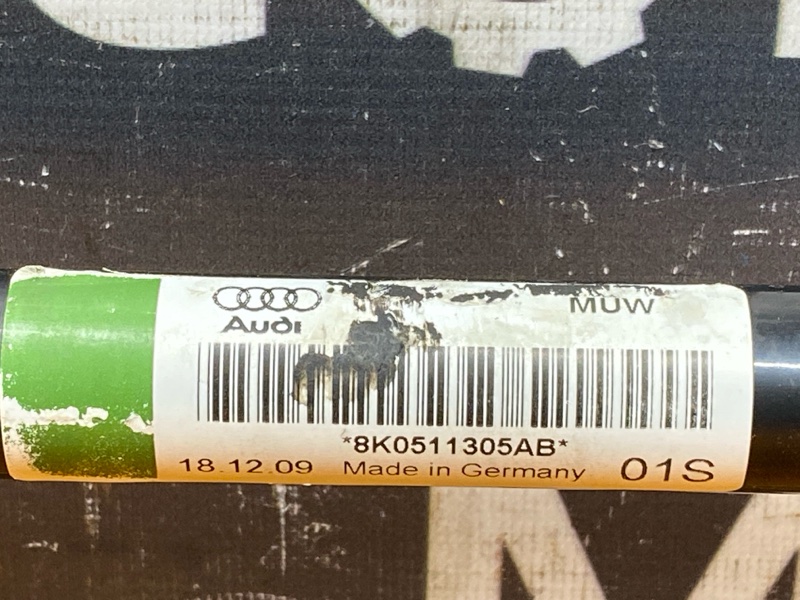 Audi
MUW
*8K0511305AB*
18.12.09 Made in Germany 01S